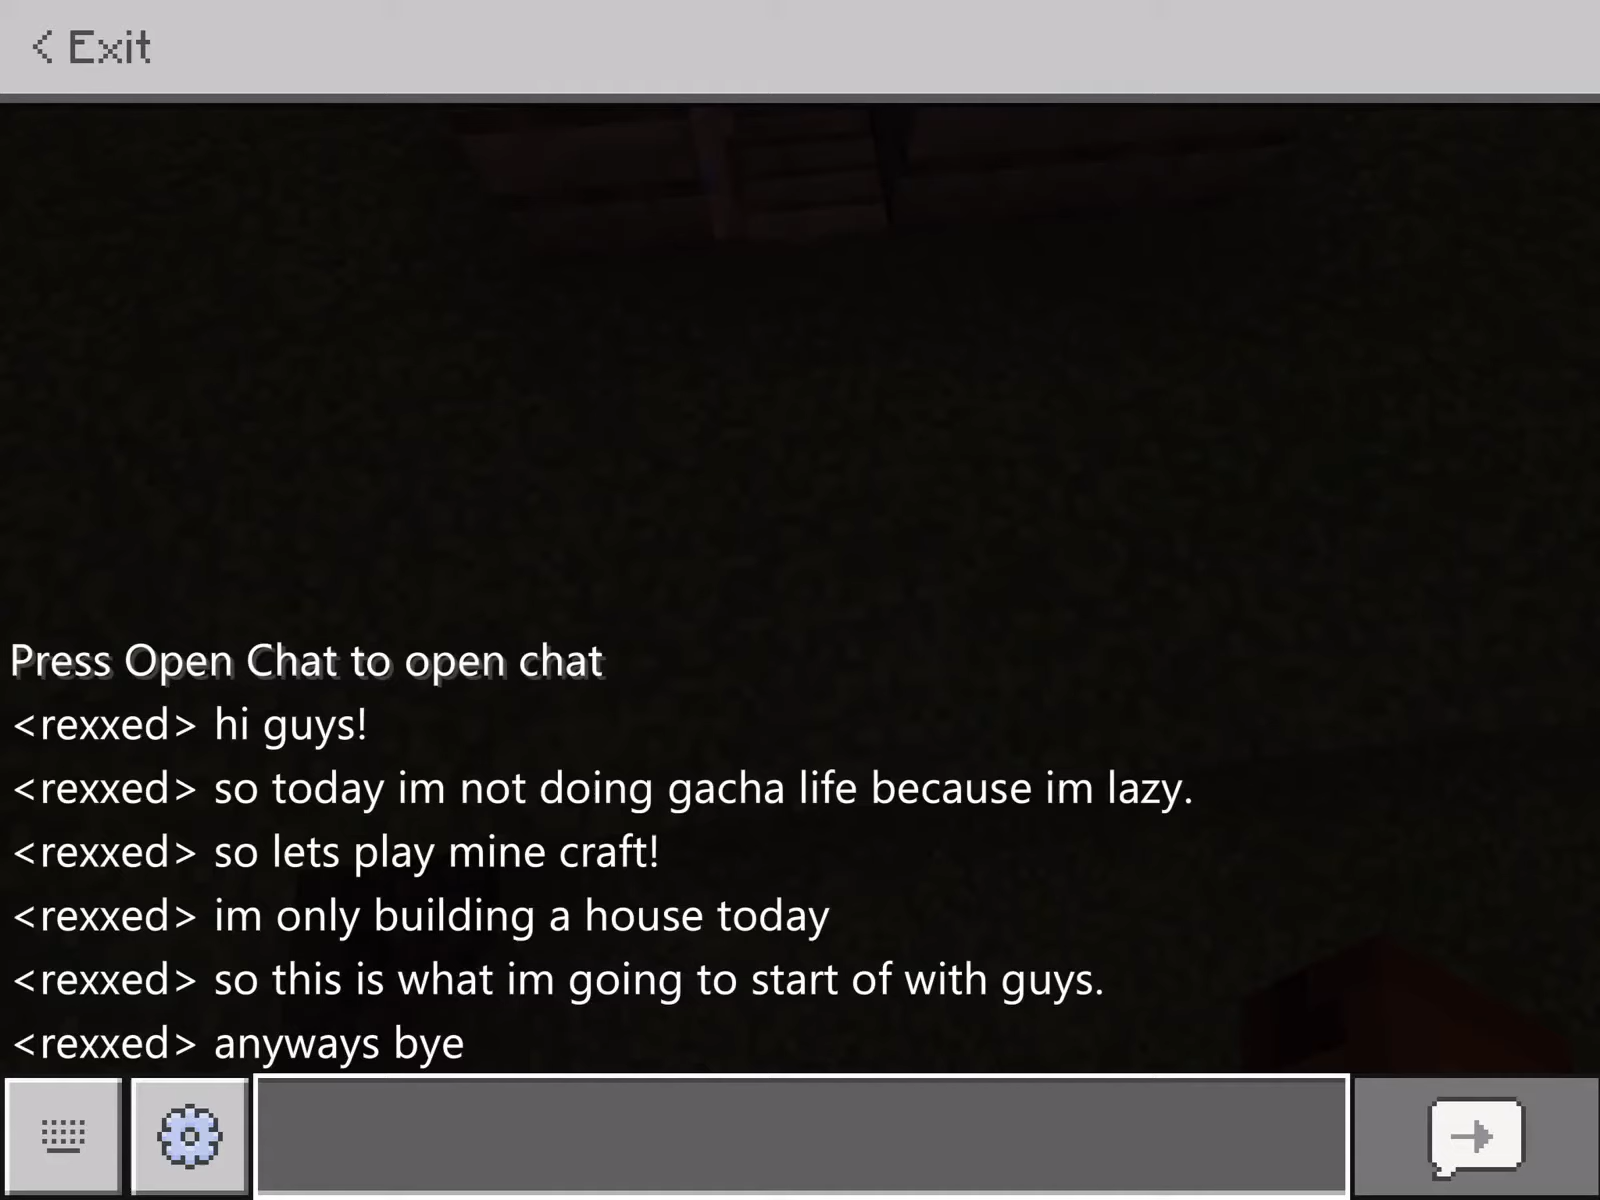 < Exit
Press Open Chat to open chat
<rexxed> hi guys!
<rexxed> so today im not doing gacha life because im lazy.
<rexxed> so lets play mine craft!
<rexxed> im only building a house today
<rexxed> so this is what im going to start of with guys.
<rexxed> anyways bye